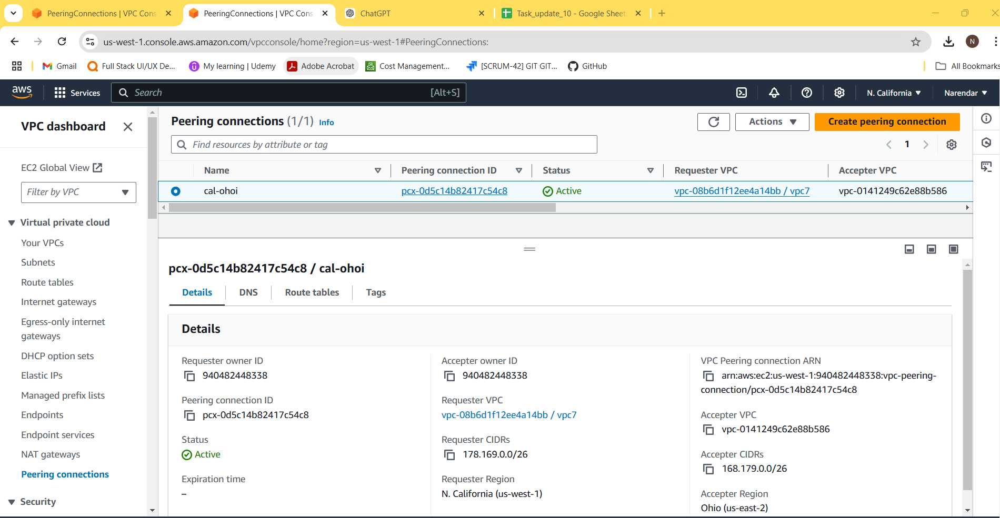 PeeringConnections | VPC Cons
PeeringConnections | VPC Cons
ChatGPT
Task_update_10 - Google Sheet
us-west-1.console.aws.amazon.com/vpcconsole/home?region=us-west-1#PeeringConnections:
N
Gmail
Full Stack UI/UX De...
My learning | Udemy
Adobe Acrobat
Cost Management...
[SCRUM-42] GIT GIT...
GitHub
All Bookmarks
aws
Services
Search
[Alt+S]
N. California
Narendar
VPC dashboard
EC2 Global View
Filter by VPC
Virtual private cloud
Your VPCs
Subnets
Route tables
Internet gateways
Egress-only internet
gateways
DHCP option sets
Elastic IPs
Managed prefix lists
Endpoints
Endpoint services
NAT gateways
Peering connections
Security
Peering connections (1/1) Info
Actions
Create peering connection
Find resources by attribute or tag
1
Name
Peering connection ID
Status
Requester VPC
Accepter VPC
cal-ohoi
pcx-0d5c14b82417c54c8
Active
vpc-08b6d1f12ee4a14bb / vpc7
vpc-0141249c62e88b586
pcx-0d5c14b82417c54c8 / cal-ohoi
Details
DNS
Route tables
Tags
Details
Requester owner ID
940482448338
Peering connection ID
pcx-0d5c14b82417c54c8
Status
Active
Expiration time
–
Accepter owner ID
940482448338
Requester VPC
vpc-08b6d1f12ee4a14bb / vpc7
Requester CIDRs
178.169.0.0/26
Requester Region
N. California (us-west-1)
VPC Peering connection ARN
arn:aws:ec2:us-west-1:940482448338:vpc-peering-
connection/pcx-0d5c14b82417c54c8
Accepter VPC
vpc-0141249c62e88b586
Accepter CIDRs
168.179.0.0/26
Accepter Region
Ohio (us-east-2)